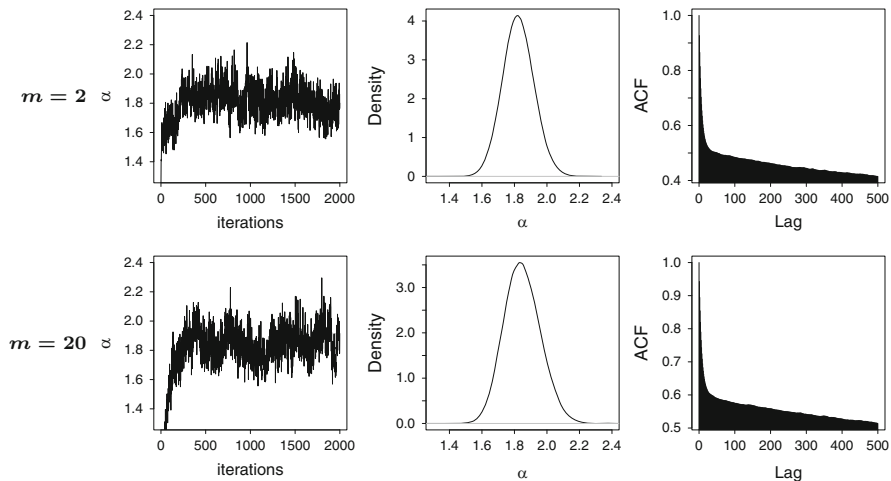 m = 2
α
2.4
2.2
2.0
1.8
1.6
1.4
0 500 1000 1500 2000
iterations
Density
4
3
2
1
0
1.4 1.6 1.8 2.0 2.2 2.4
α
ACF
1.0
0.8
0.6
0.4
0 100 200 300 400 500
Lag
m = 20
α
2.4
2.2
2.0
1.8
1.6
1.4
0 500 1000 1500 2000
iterations
Density
3.0
2.0
1.0
0.0
1.4 1.6 1.8 2.0 2.2 2.4
α
ACF
1.0
0.9
0.8
0.7
0.6
0.5
0 100 200 300 400 500
Lag